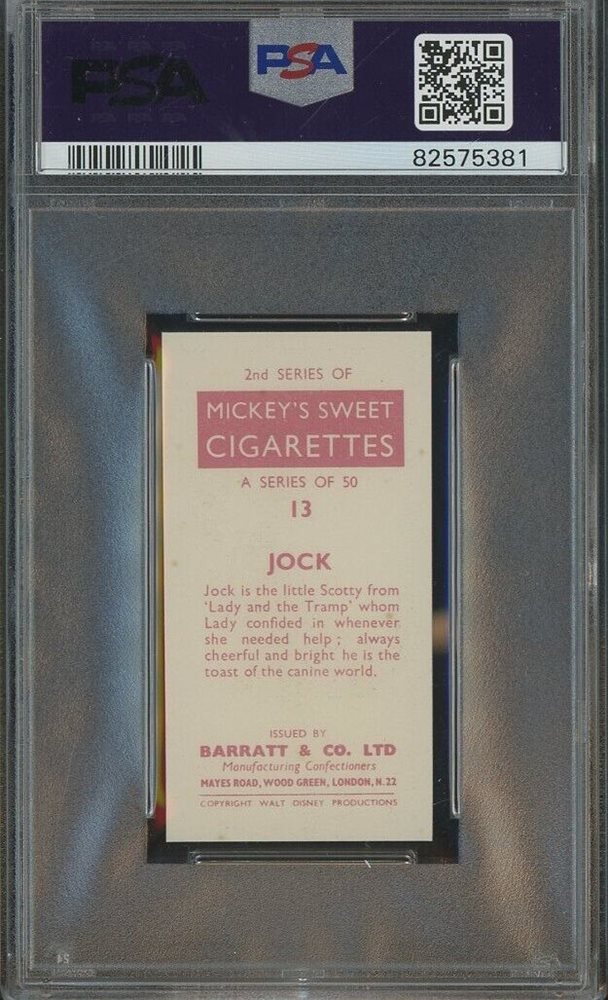 PSA
PSA
82575381
2nd SERIES OF
MICKEY'S SWEET
CIGARETTES
A SERIES OF 50
13
JOCK
Jock is the little Scotty from
'Lady and the Tramp' whom
Lady confided in whenever
she needed help; always
cheerful and bright he is the
toast of the canine world.
ISSUED BY
BARRATT & CO. LTD
Manufacturing Confectioners
MAYES ROAD, WOOD GREEN, LONDON, N.22
COPYRIGHT WALT DISNEY PRODUCTIONS